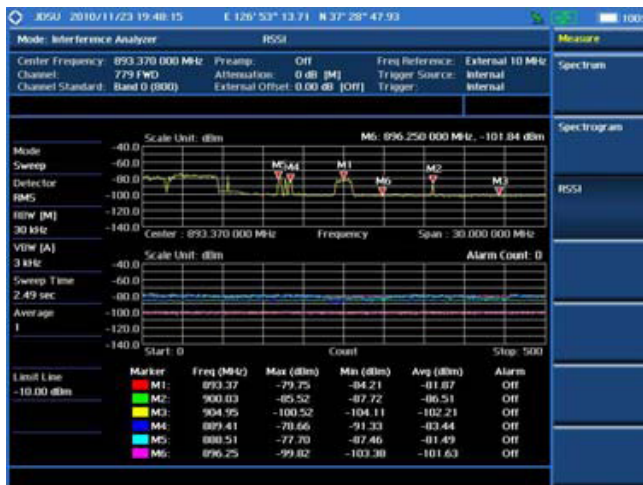 JDSU 2010/11/23 19:48:15 E 126° 53" 13.71 N 37° 28" 47.93 100
Mode: Interference Analyzer RSSI
Measure
Center Frequency: 893.370 000 MHz Preamp: Off Freq Reference: External 10 MHz
Channel: 779 FWD Attenuation: 0 dB [M] Trigger Source: Internal
Channel Standard: Band 0 (800) External Offset: 0.00 dB [Off] Trigger: Internal
Spectrum
Spectrogram
RSSI
Scale Unit: dBm M6: 896.250 000 MHz, -101.84 dBm
Mode
Sweep
Detector
RMS
RBW [M]
30 kHz
VBW [A]
3 kHz
Sweep Time
2.49 sec
Average
1
Limit Line
-10.00 dBm
-40.0
-60.0
-80.0
-100.0
-120.0
-140.0
M4 M1 M6 M2 M3
Center : 893.370 000 MHz Frequency Span : 30.000 000 MHz
Scale Unit: dBm Alarm Count: 0
-40.0
-60.0
-80.0
-100.0
-120.0
-140.0
Start: 0 Count Stop: 500
Marker Freq (MHz) Max (dBm) Min (dBm) Avg (dBm) Alarm
M1: 893.37 -79.75 -84.21 -81.87 Off
M2: 900.03 -85.52 -87.72 -86.51 Off
M3: 904.95 -100.52 -104.11 -102.21 Off
M4: 889.41 -78.66 -91.33 -83.44 Off
M5: 888.51 -77.70 -87.46 -81.49 Off
M6: 896.25 -99.82 -103.38 -101.63 Off